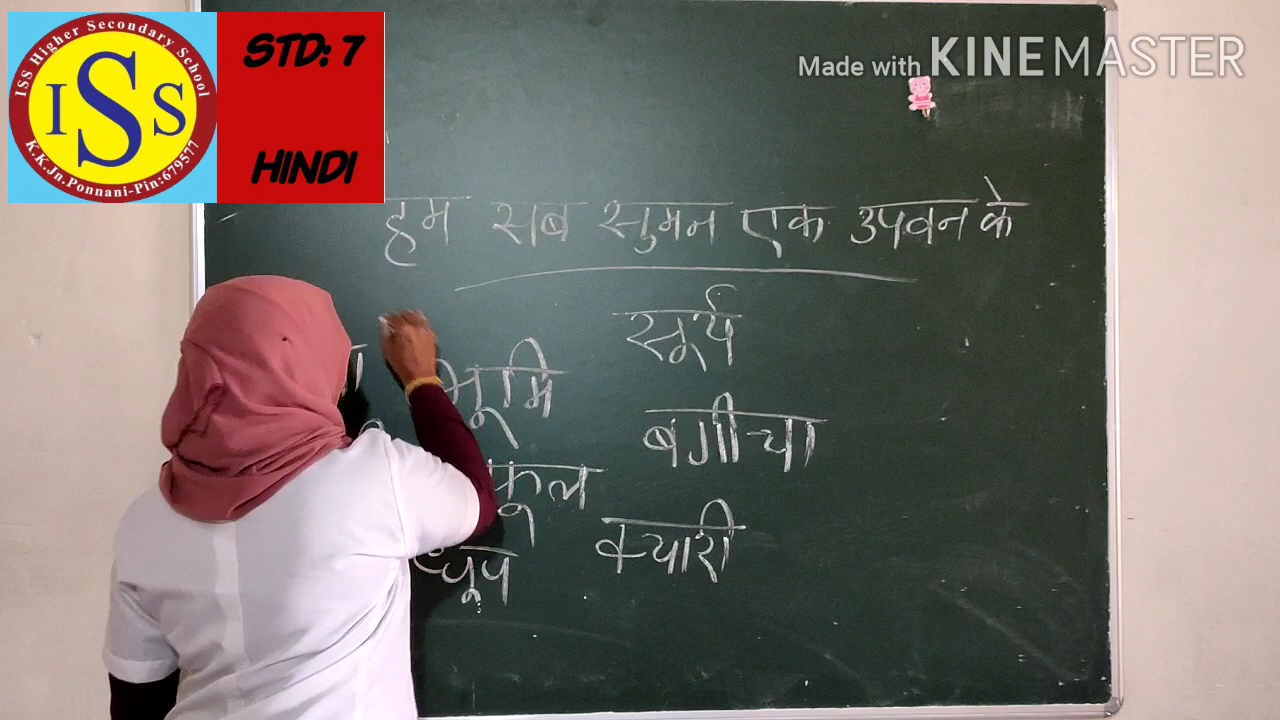 ISS Higher Secondary School
ISS
K.K.Jn.Ponnani-Pin:679577
STD: 7
HINDI
Made with KINEMASTER
हम सब सुमन एक उपवन के
सूर्य
भूमि
बगीचा
फूल
क्यारी
धूप